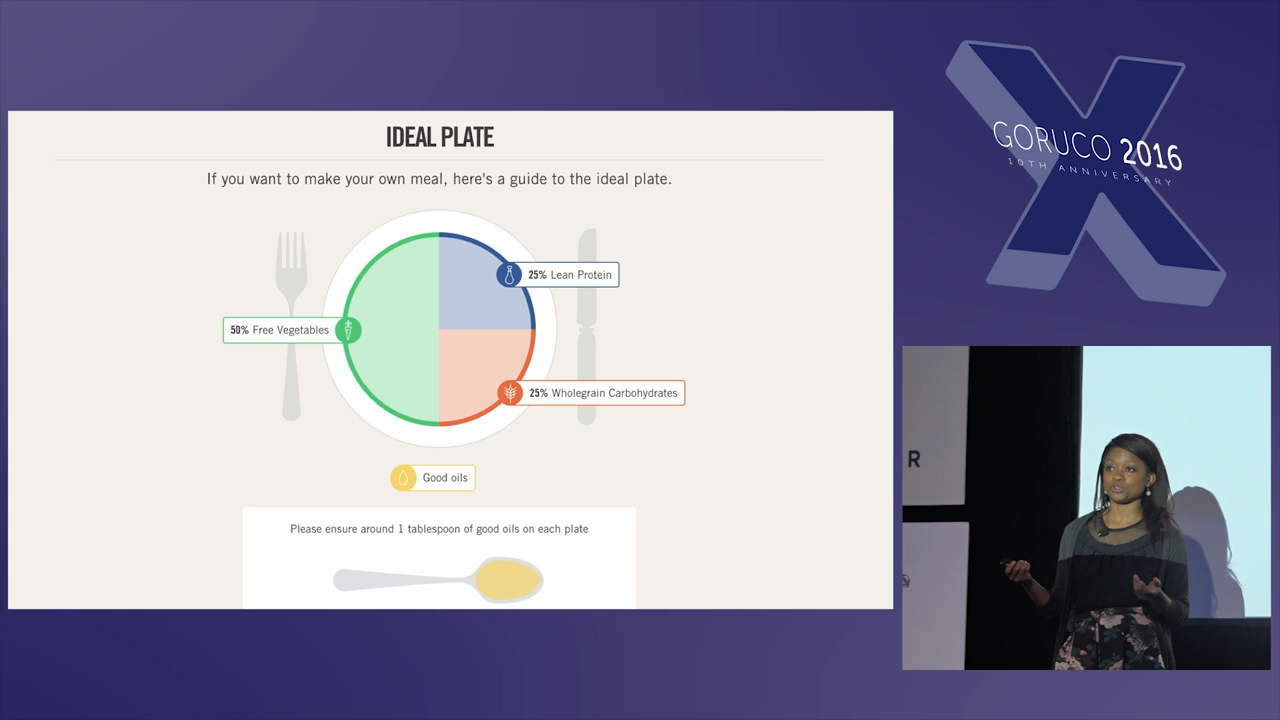 IDEAL PLATE
If you want to make your own meal, here's a guide to the ideal plate.
25% Lean Protein
50% Free Vegetables
25% Wholegrain Carbohydrates
Good oils
Please ensure around 1 tablespoon of good oils on each plate
GORUCO 2016
10TH ANNIVERSARY
R